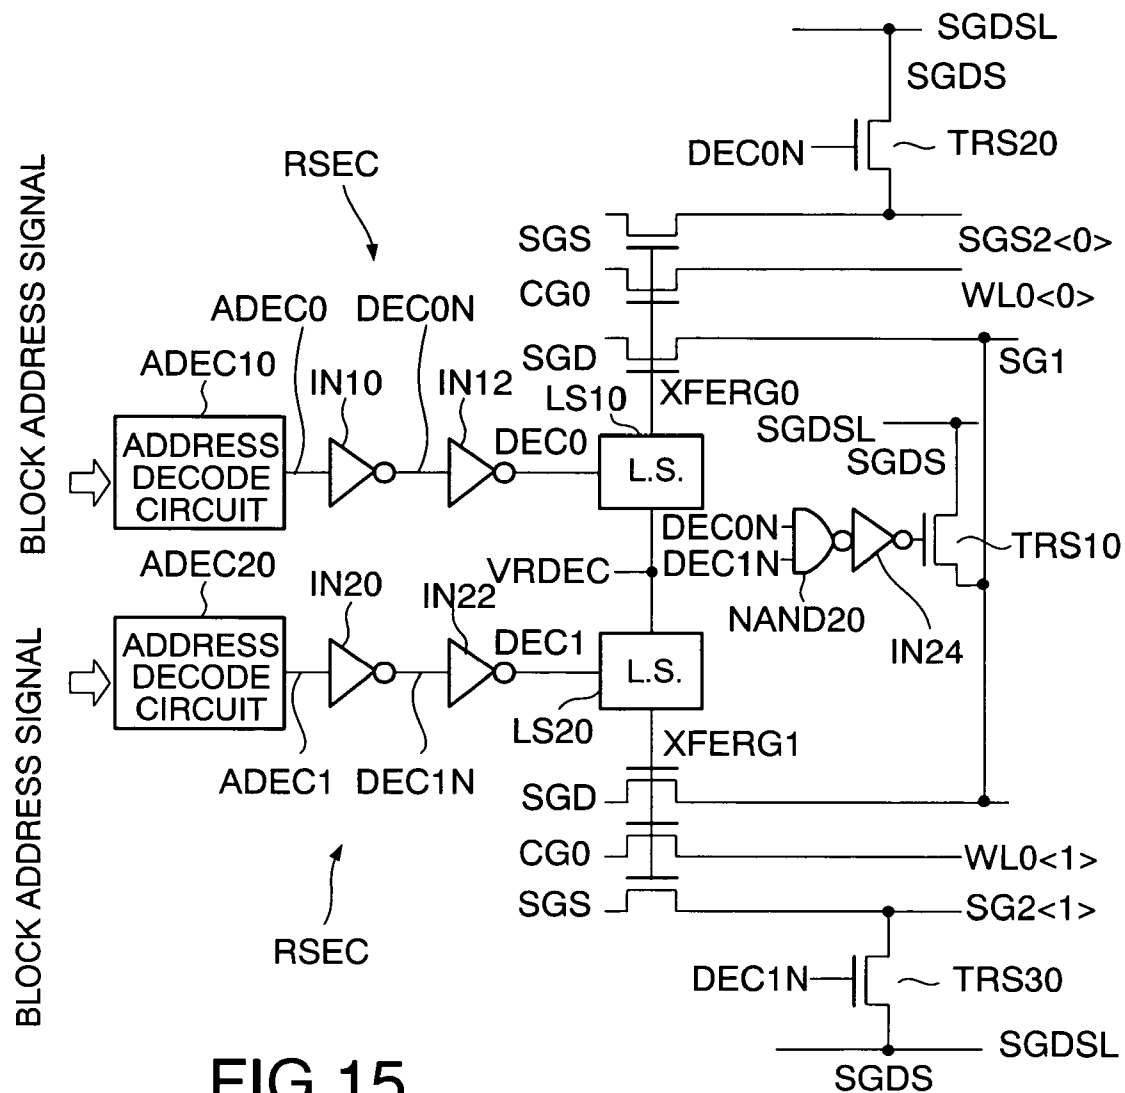 SGDSL
SGDS
DEC0N
TRS20
RSEC
SGS
SGS2<0>
CG0
WL0<0>
ADEC0
DEC0N
SGD
SG1
ADEC10
IN10
IN12
XFERG0
LS10
BLOCK ADDRESS SIGNAL
ADDRESS
DECODE
CIRCUIT
DEC0
L.S.
SGDSL
SGDS
DEC0N
DEC1N
TRS10
NAND20
IN24
VRDEC
ADEC20
IN20
IN22
BLOCK ADDRESS SIGNAL
ADDRESS
DECODE
CIRCUIT
DEC1
L.S.
LS20
XFERG1
ADEC1
DEC1N
SGD
CG0
WL0<1>
SGS
SG2<1>
RSEC
DEC1N
TRS30
SGDSL
SGDS
FIG.15